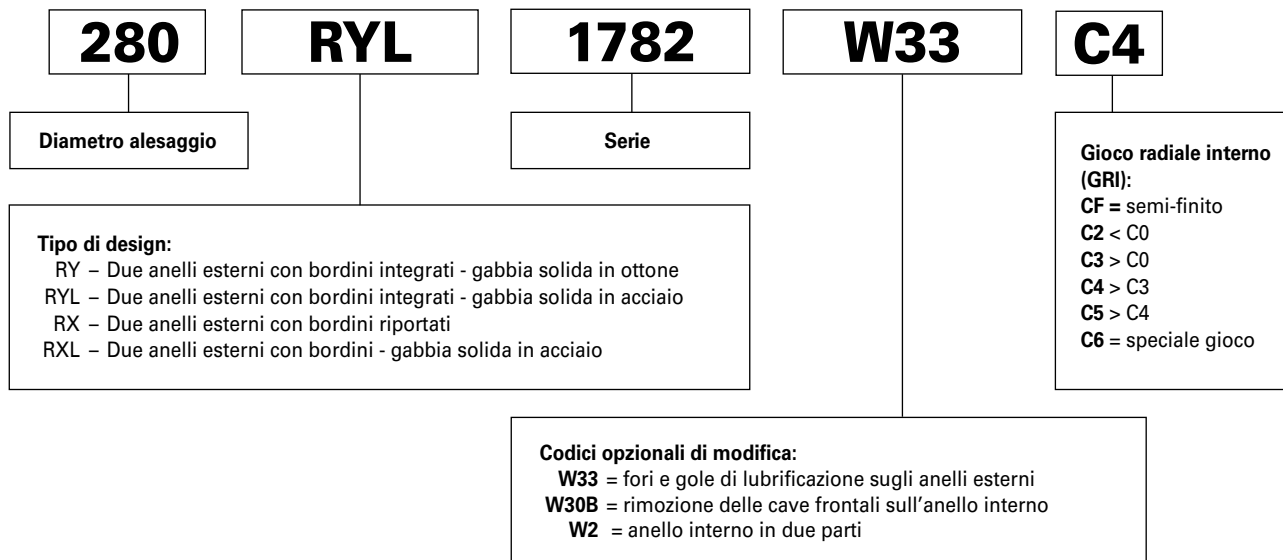 280 RYL 1782 W33 C4
Diametro alesaggio
Serie
Gioco radiale interno
(GRI):
CF = semi-finito
C2 < C0
C3 > C0
C4 > C3
C5 > C4
C6 = speciale gioco
Tipo di design:
RY – Due anelli esterni con bordini integrati - gabbia solida in ottone
RYL – Due anelli esterni con bordini integrati - gabbia solida in acciaio
RX – Due anelli esterni con bordini riportati
RXL – Due anelli esterni con bordini - gabbia solida in acciaio
Codici opzionali di modifica:
W33 = fori e gole di lubrificazione sugli anelli esterni
W30B = rimozione delle cave frontali sull'anello interno
W2 = anello interno in due parti